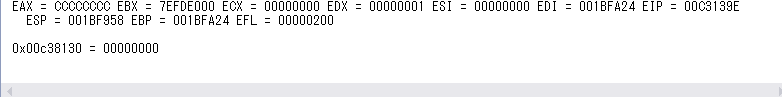 EAX = CCCCCCCC EBX = 7EFDE000 ECX = 00000000 EDX = 00000001 ESI = 00000000 EDI = 001BFA24 EIP = 00C3139E
ESP = 001BF958 EBP = 001BFA24 EFL = 00000200
0x00c38130 = 00000000